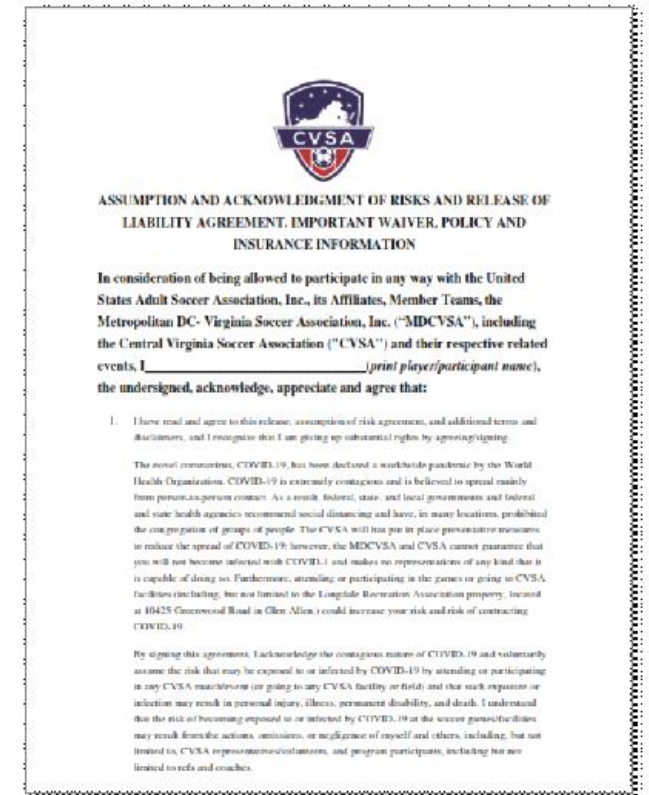 CVSA
ASSUMPTION AND ACKNOWLEDGMENT OF RISKS AND RELEASE OF
LIABILITY AGREEMENT. IMPORTANT WAIVER, POLICY AND
INSURANCE INFORMATION
In consideration of being allowed to participate in any way with the United
States Adult Soccer Association, Inc., its Affiliates, Member Teams, the
Metropolitan DC- Virginia Soccer Association, Inc. ("MDCVSA"), including
the Central Virginia Soccer Association ("CVSA") and their respective related
events, I______________________________(print player/participant name),
the undersigned, acknowledge, appreciate and agree that:
1. I have read and agree to this release, assumption of risk agreement, and additional terms and
disclaimers, and I recognize that I am giving up substantial rights by agreeing/signing.
The novel coronavirus, COVID-19, has been declared a worldwide pandemic by the World
Health Organization. COVID-19 is extremely contagious and is believed to spread mainly
from person-to-person contact. As a result, federal, state, and local governments and federal
and state health agencies recommend social distancing and have, in many locations, prohibited
the congregation of groups of people. The CVSA will has put in place preventative measures
to reduce the spread of COVID-19; however, the MDCVSA and CVSA cannot guarantee that
you will not become infected with COVID-1 and makes no representations of any kind that it
is capable of doing so. Furthermore, attending or participating in the games or going to CVSA
facilities (including, but not limited to the Longdale Recreation Association property, located
at 10425 Greenwood Road in Glen Allen.) could increase your risk and risk of contracting
COVID-19.
By signing this agreement, I acknowledge the contagious nature of COVID-19 and voluntarily
assume the risk that may be exposed to or infected by COVID-19 by attending or participating
in any CVSA match/event (or going to any CVSA facility or field) and that such exposure or
infection may result in personal injury, illness, permanent disability, and death. I understand
that the risk of becoming exposed to or infected by COVID-19 at the soccer games/facilities
may result from the actions, omissions, or negligence of myself and others, including, but not
limited to, CVSA representatives/volunteers, and program participants, including but not
limited to refs and coaches.